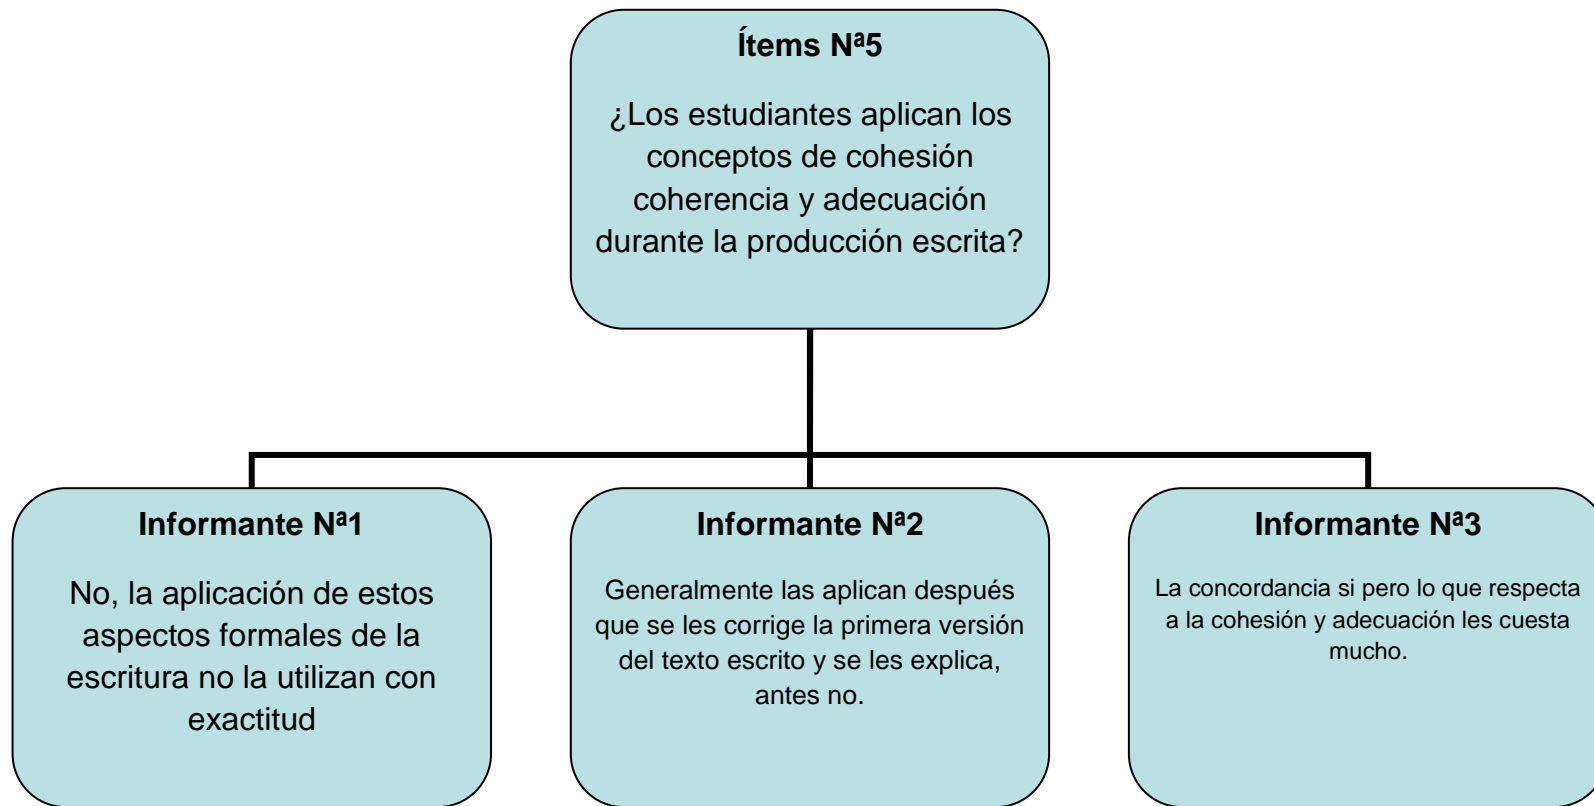 Ítems Nª5
¿Los estudiantes aplican los
conceptos de cohesión
coherencia y adecuación
durante la producción escrita?
Informante Nª1
No, la aplicación de estos
aspectos formales de la
escritura no la utilizan con
exactitud
Informante Nª2
Generalmente las aplican después
que se les corrige la primera versión
del texto escrito y se les explica,
antes no.
Informante Nª3
La concordancia si pero lo que respecta
a la cohesión y adecuación les cuesta
mucho.